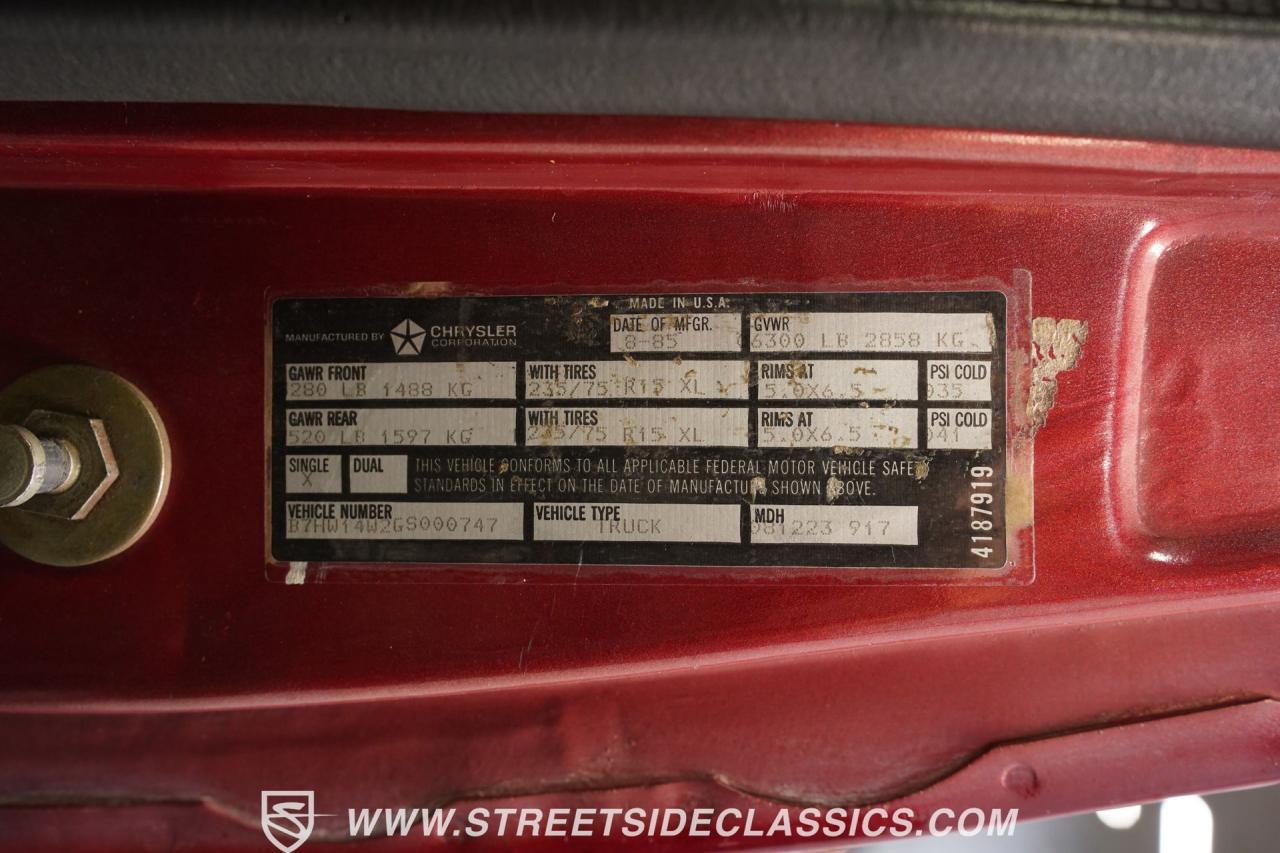 MADE IN U.S.A.
MANUFACTURED BY CHRYSLER CORPORATION
DATE OF MFGR. 8-85
GVWR 6300 LB 2858 KG
GAWR FRONT 280 LB 1488 KG
WITH TIRES 235/75 R15 XL
RIMS AT 5.0X6.5
PSI COLD 035
GAWR REAR 520 LB 1597 KG
WITH TIRES 235/75 R15 XL
RIMS AT 5.0X6.5
PSI COLD 041
SINGLE X
DUAL
THIS VEHICLE CONFORMS TO ALL APPLICABLE FEDERAL MOTOR VEHICLE SAFETY
STANDARDS IN EFFECT ON THE DATE OF MANUFACTURE SHOWN ABOVE.
VEHICLE NUMBER B7HW14W2GS000747
VEHICLE TYPE TRUCK
MDH 081223 917
4187919
WWW.STREETSIDECLASSICS.COM